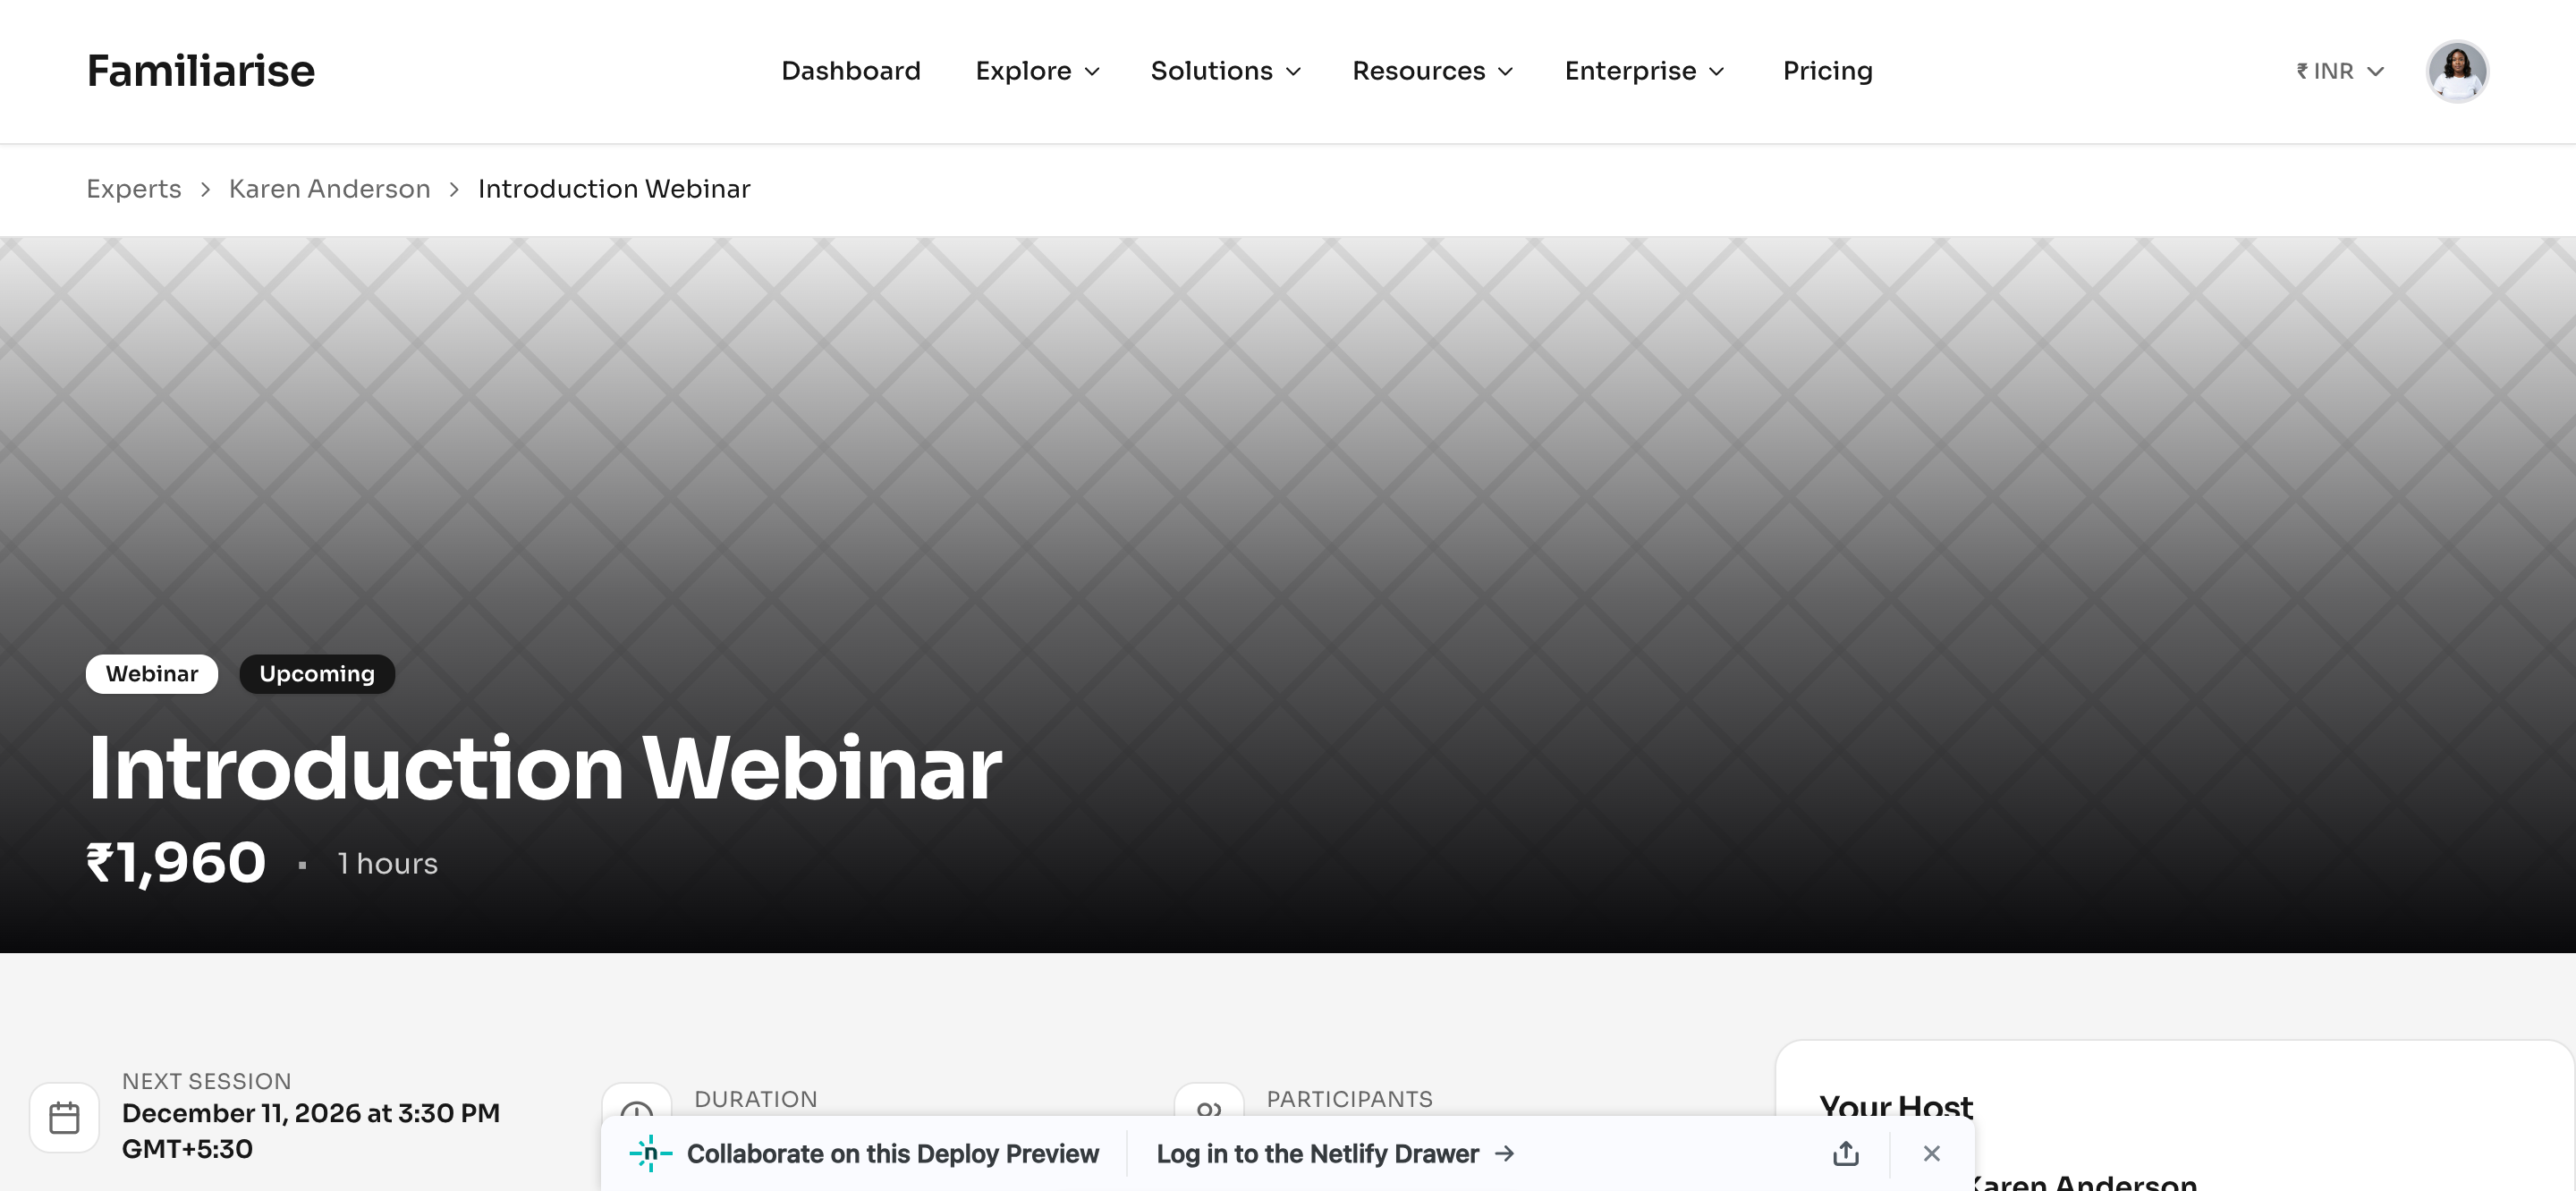 Familiarise
Dashboard
Explore
Solutions
Resources
Enterprise
Pricing
₹ INR
Experts > Karen Anderson > Introduction Webinar
Webinar
Upcoming
Introduction Webinar
₹1,960 · 1 hours
NEXT SESSION
December 11, 2026 at 3:30 PM
GMT+5:30
DURATION
PARTICIPANTS
Your Host
Karen Anderson
Collaborate on this Deploy Preview
Log in to the Netlify Drawer →